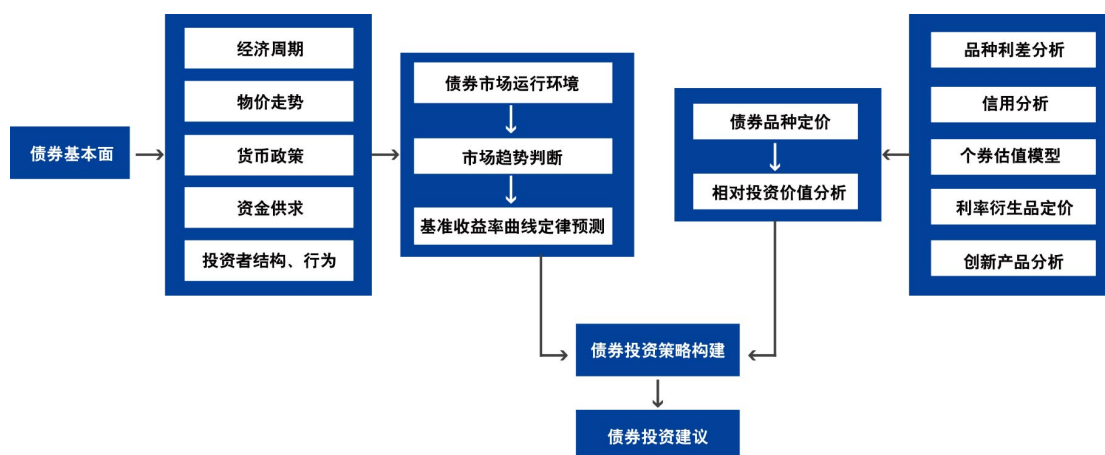 债券基本面
经济周期
物价走势
货币政策
资金供求
投资者结构、行为
债券市场运行环境
市场趋势判断
基准收益率曲线定律预测
债券品种定价
相对投资价值分析
品种利差分析
信用分析
个券估值模型
利率衍生品定价
创新产品分析
债券投资策略构建
债券投资建议